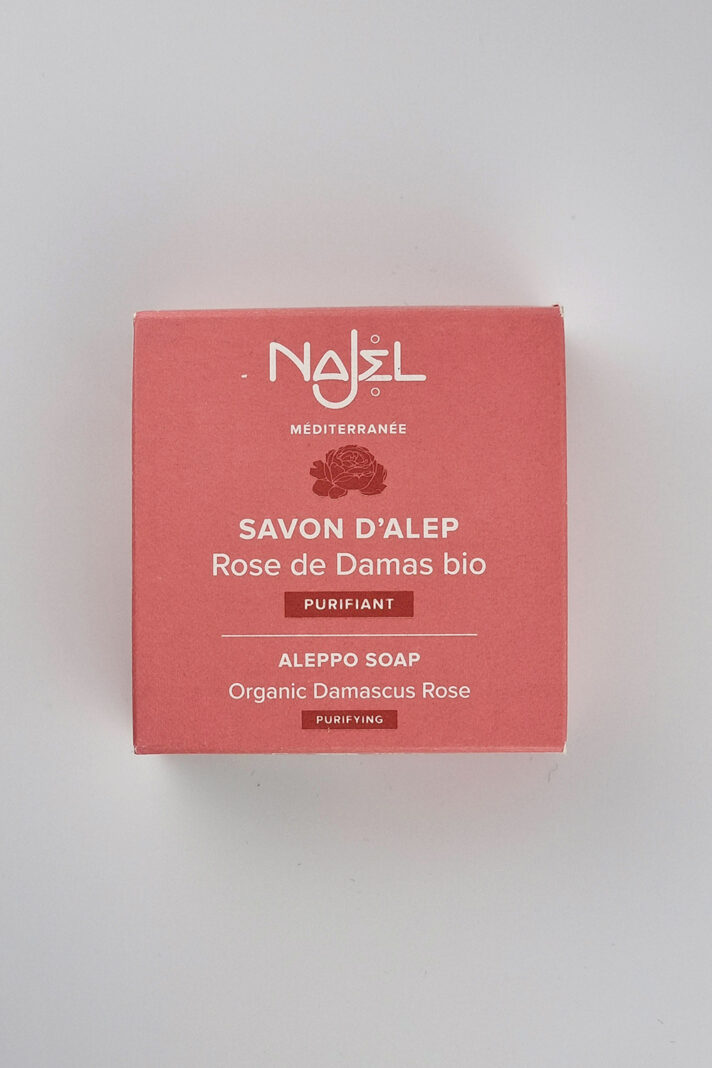 NAJEL
MÉDITERRANÉE
SAVON D'ALEP
Rose de Damas bio
PURIFIANT
ALEPPO SOAP
Organic Damascus Rose
PURIFYING